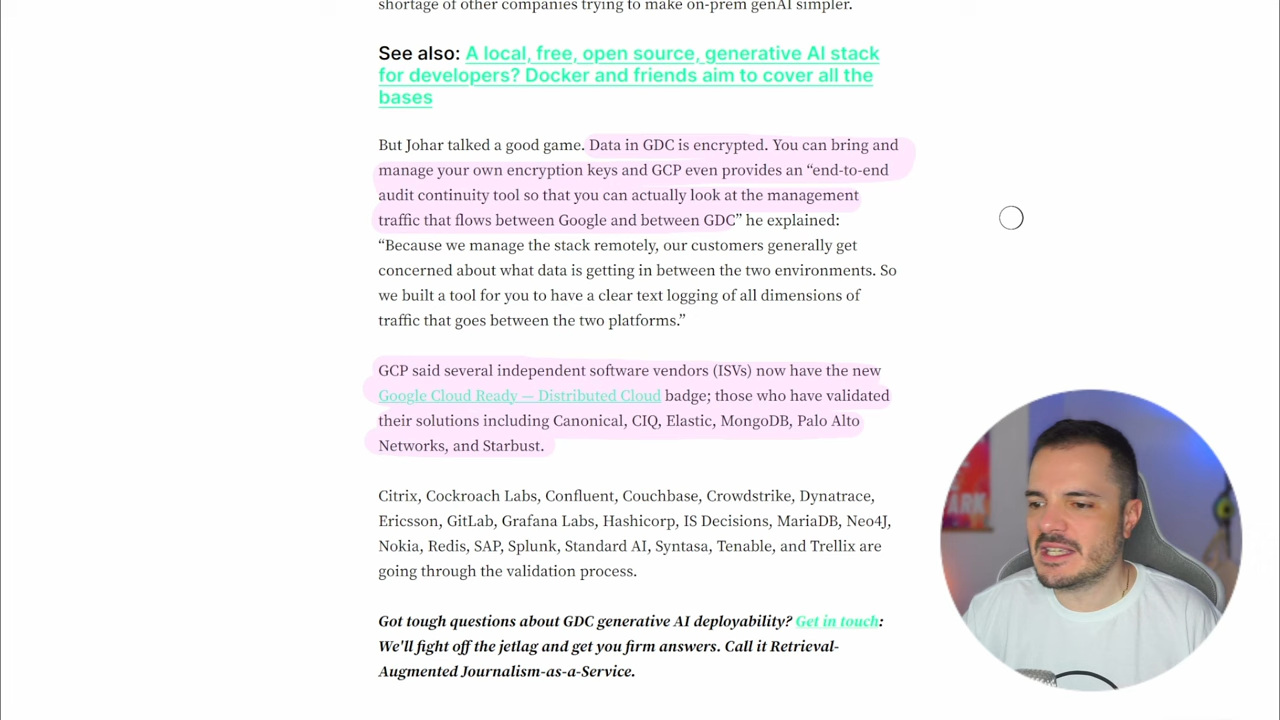 shortage of other companies trying to make on-prem genAI simpler.
See also: A local, free, open source, generative AI stack
for developers? Docker and friends aim to cover all the
bases
But Johar talked a good game. Data in GDC is encrypted. You can bring and
manage your own encryption keys and GCP even provides an “end-to-end
audit continuity tool so that you can actually look at the management
traffic that flows between Google and between GDC” he explained:
“Because we manage the stack remotely, our customers generally get
concerned about what data is getting in between the two environments. So
we built a tool for you to have a clear text logging of all dimensions of
traffic that goes between the two platforms.”
GCP said several independent software vendors (ISVs) now have the new
Google Cloud Ready — Distributed Cloud badge; those who have validated
their solutions including Canonical, CIQ, Elastic, MongoDB, Palo Alto
Networks, and Starbust.
Citrix, Cockroach Labs, Confluent, Couchbase, Crowdstrike, Dynatrace,
Ericsson, GitLab, Grafana Labs, Hashicorp, IS Decisions, MariaDB, Neo4J,
Nokia, Redis, SAP, Splunk, Standard AI, Syntasa, Tenable, and Trellix are
going through the validation process.
Got tough questions about GDC generative AI deployability? Get in touch:
We'll fight off the jetlag and get you firm answers. Call it Retrieval-
Augmented Journalism-as-a-Service.